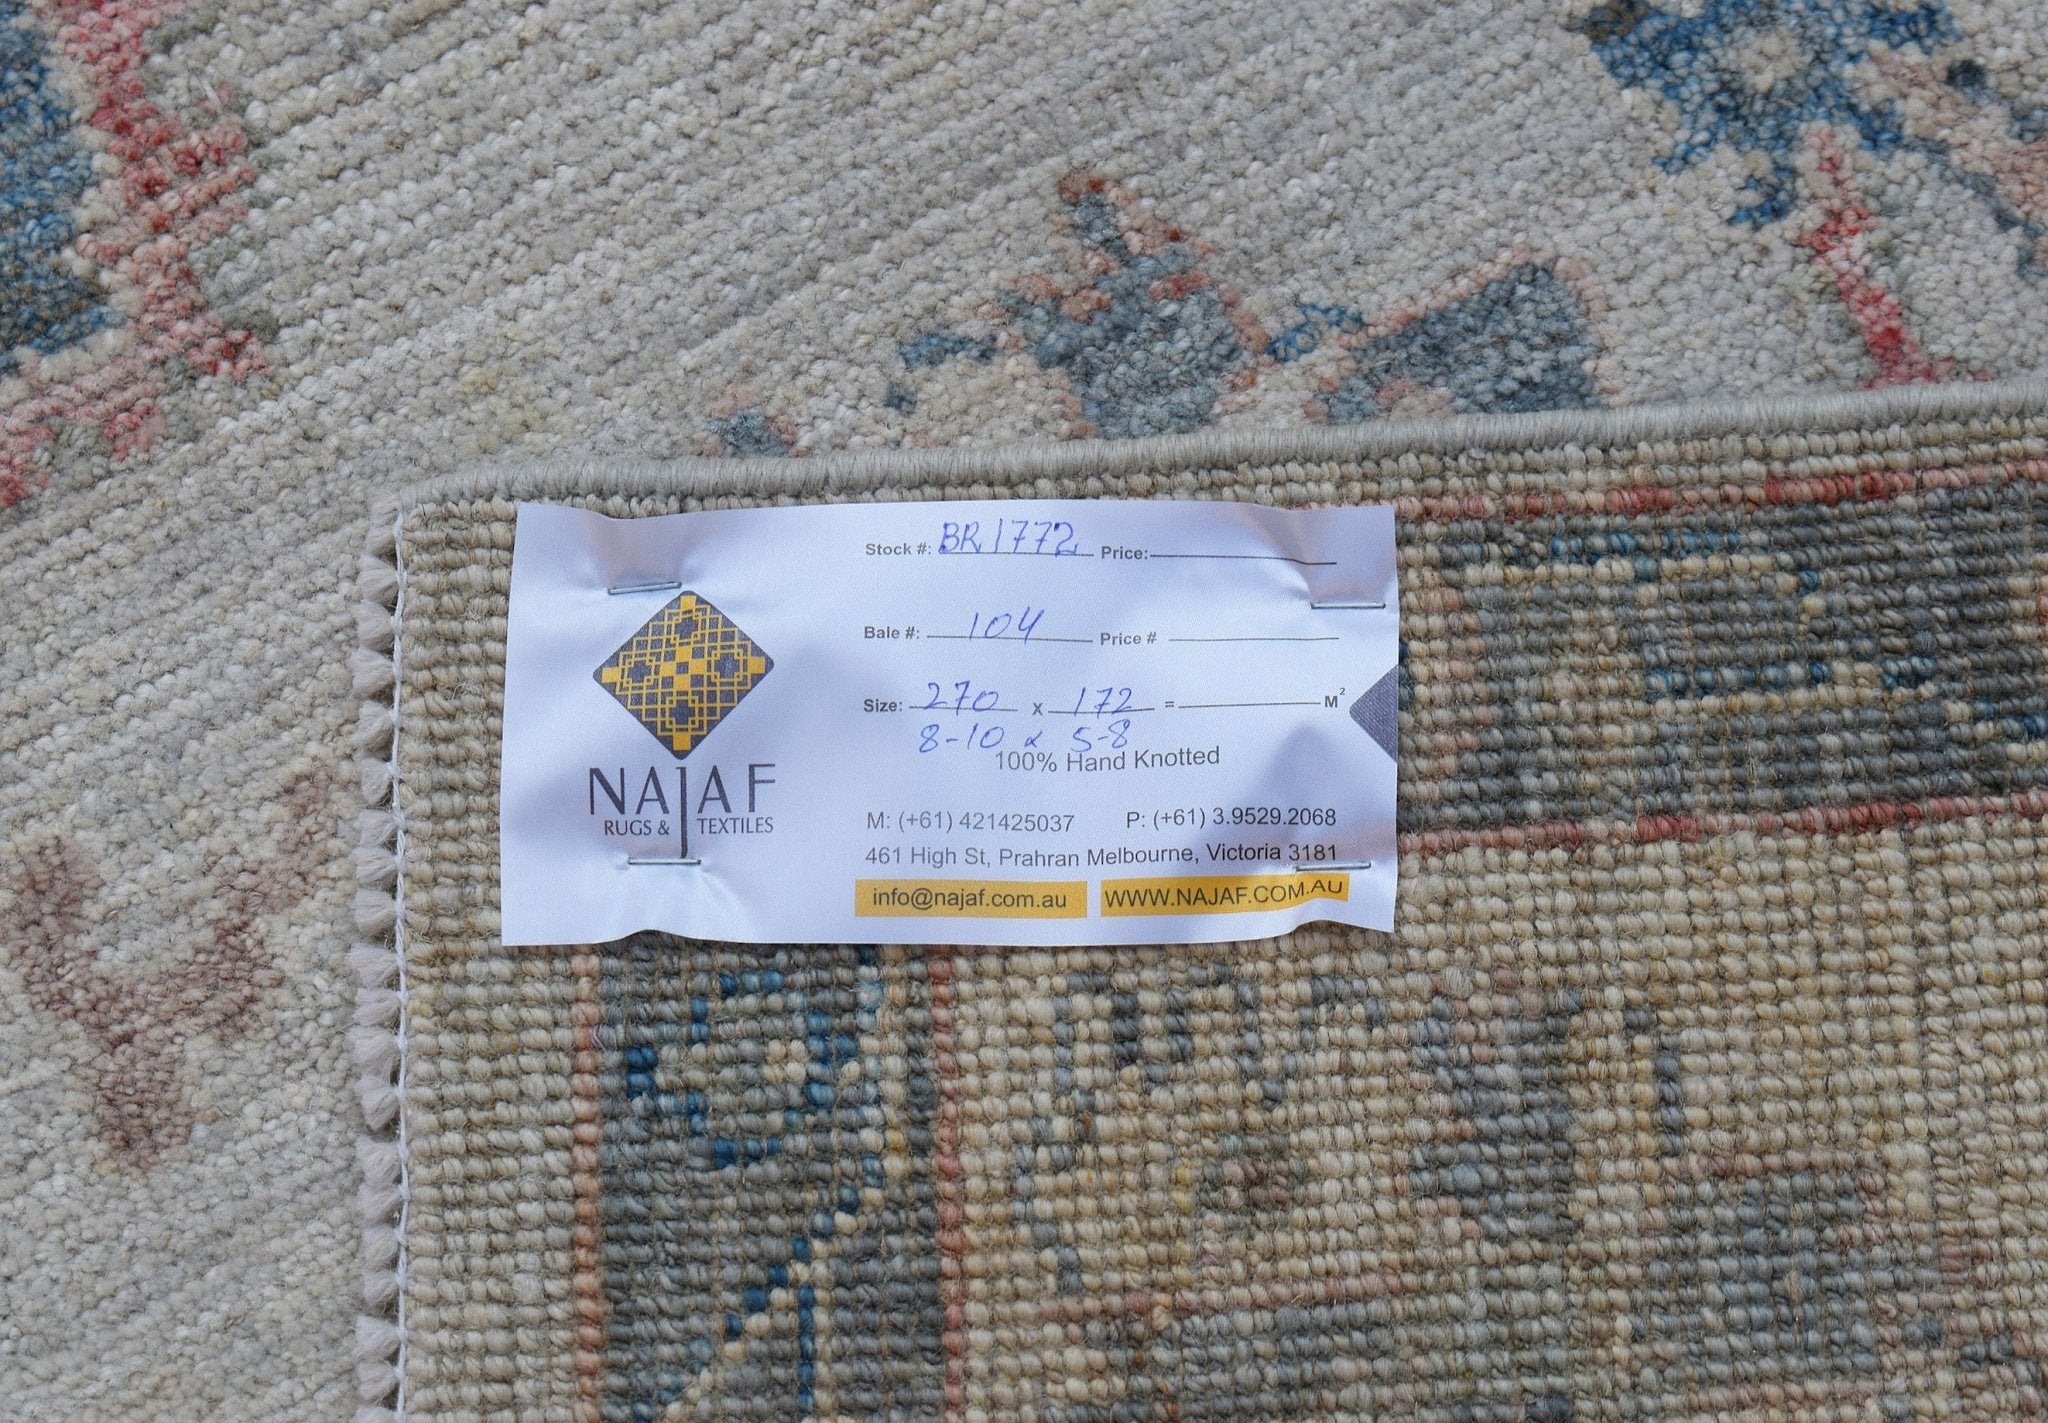 Stock #: BR1772 Price:
Bale #: 104 Price #
Size: 270 x 172 = M²
8-10 x 5-8
100% Hand Knotted
NAJAF
RUGS & TEXTILES
M: (+61) 421425037 P: (+61) 3.9529.2068
461 High St, Prahran Melbourne, Victoria 3181
info@najaf.com.au WWW.NAJAF.COM.AU